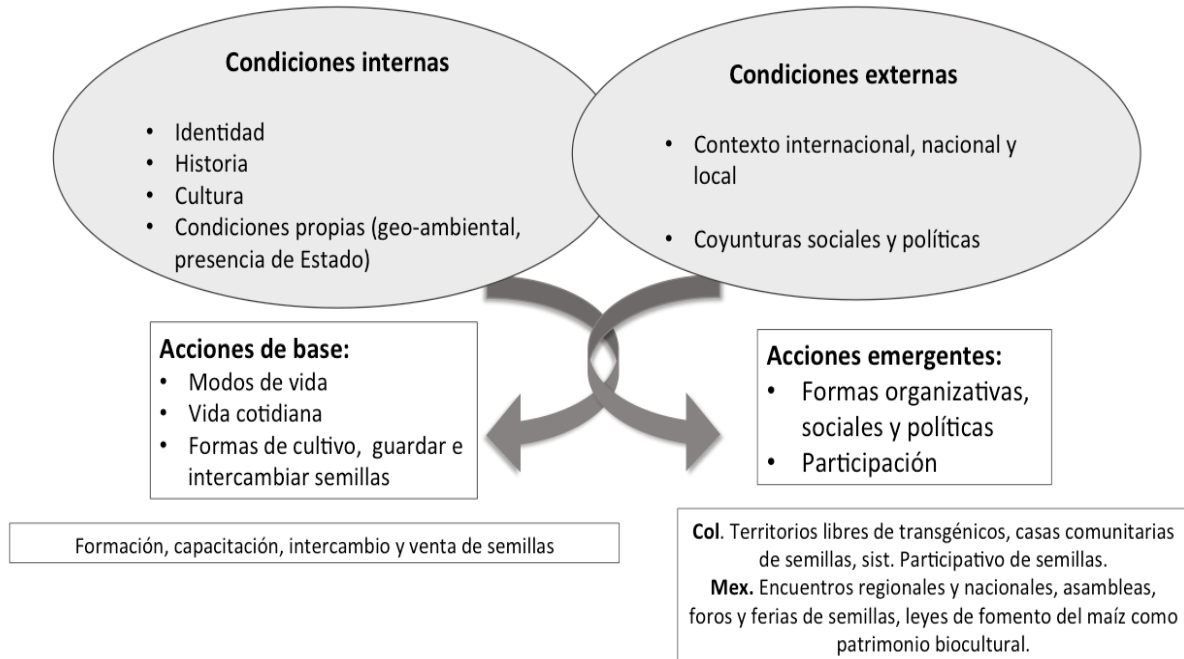 Condiciones internas
• Identidad
• Historia
• Cultura
• Condiciones propias (geo-ambiental,
presencia de Estado)
Condiciones externas
• Contexto internacional, nacional y
local
• Coyunturas sociales y políticas
Acciones de base:
• Modos de vida
• Vida cotidiana
• Formas de cultivo, guardar e
intercambiar semillas
Acciones emergentes:
• Formas organizativas,
sociales y políticas
• Participación
Formación, capacitación, intercambio y venta de semillas
Col. Territorios libres de transgénicos, casas comunitarias
de semillas, sist. Participativo de semillas.
Mex. Encuentros regionales y nacionales, asambleas,
foros y ferias de semillas, leyes de fomento del maíz como
patrimonio biocultural.